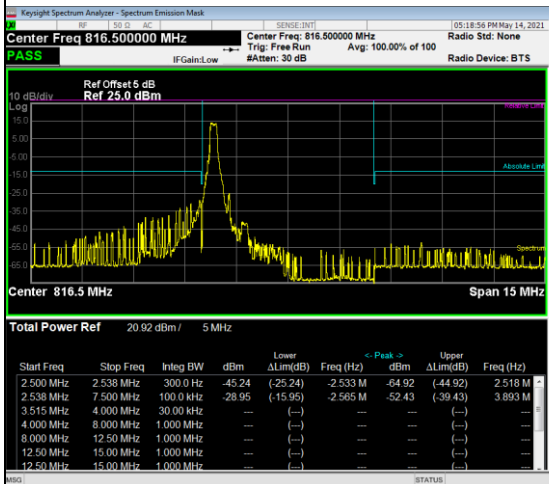 Keysight Spectrum Analyzer - Spectrum Emission Mask
RF 50 Ω AC SENSE:INT 05:18:56 PM May 14, 2021
Center Freq 816.500000 MHz Center Freq: 816.500000 MHz Radio Std: None
Trig: Free Run Avg: 100.00% of 100
PASS IFGain:Low #Atten: 30 dB Radio Device: BTS
Ref Offset 5 dB
10 dB/div Ref 25.0 dBm
Log
Relative Limit
15.0
5.00
-5.00
Absolute Limit
-15.0
-25.0
-35.0
-45.0
-55.0
Spectrum
-65.0
Center 816.5 MHz Span 15 MHz
Total Power Ref 20.92 dBm / 5 MHz
Lower <- Peak -> Upper
Start Freq Stop Freq Integ BW dBm ΔLim(dB) Freq (Hz) dBm ΔLim(dB) Freq (Hz)
2.500 MHz 2.538 MHz 300.0 Hz -45.24 (-25.24) -2.533 M -64.92 (-44.92) 2.518 M
2.538 MHz 7.500 MHz 100.0 kHz -28.95 (-15.95) -2.565 M -52.43 (-39.43) 3.893 M
3.515 MHz 4.000 MHz 30.00 kHz --- (---) --- --- (---) ---
4.000 MHz 8.000 MHz 1.000 MHz --- (---) --- --- (---) ---
8.000 MHz 12.50 MHz 1.000 MHz --- (---) --- --- (---) ---
12.50 MHz 15.00 MHz 1.000 MHz --- (---) --- --- (---) ---
12.50 MHz 15.00 MHz 1.000 MHz --- (---) --- --- (---) ---
MSG STATUS